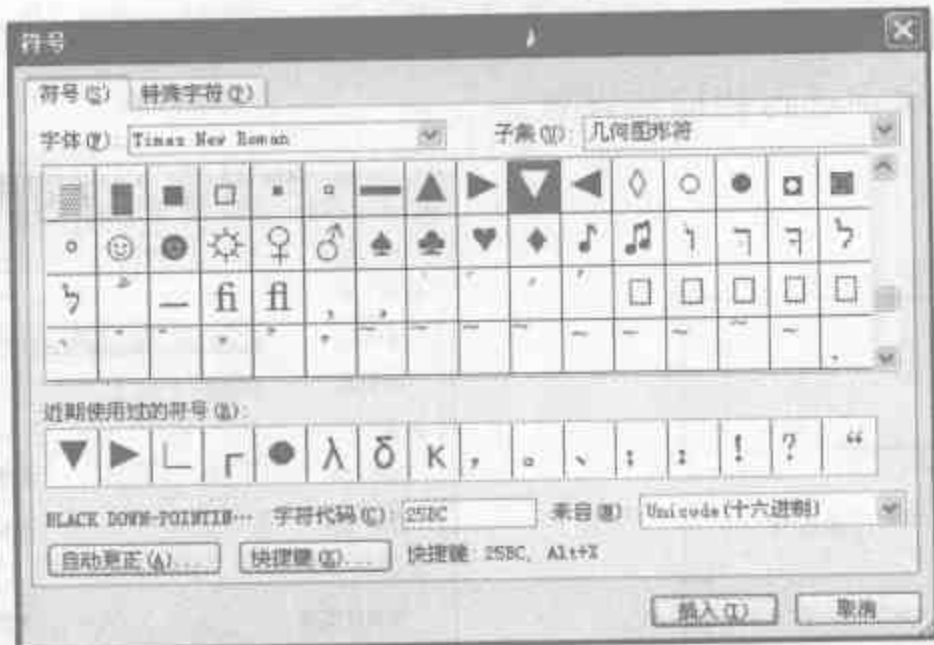 符号
符号(S) 特殊字符(P)
字体(F): Times New Roman 子集(U): 几何图形符
▒ ▓ ■ □ ▪ ▫ ▬ ▲ ► ▼ ◄ ◊ ○ ● ◘ ◙
◦ ☺ ☻ ☼ ♀ ♂ ♠ ♣ ♥ ♦ ♪ ♫
fi fl
近期使用过的符号(R):
▼ ► ∟ ┌ ● λ δ κ , 。 、 ; : ! ? “
BLACK DOWN-POINTIN… 字符代码(C): 25BC 来自(M) Unicode(十六进制)
自动更正(A)... 快捷键(K)... 快捷键: 25BC, Alt+X
插入(I) 取消